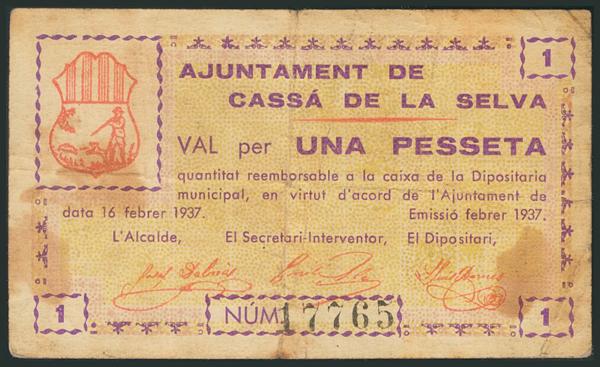 1
AJUNTAMENT DE
CASSÁ DE LA SELVA
VAL per UNA PESSETA
quantitat reemborsable a la caixa de la Dipositaria
municipal, en virtut d'acord de l'Ajuntament de
data 16 febrer 1937. Emissió febrer 1937.
L'Alcalde, El Secretari-Interventor, El Dipositari,
1 NÚM 17765 1